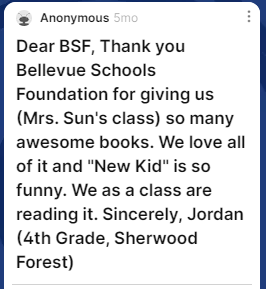 Anonymous 5mo
Dear BSF, Thank you
Bellevue Schools
Foundation for giving us
(Mrs. Sun's class) so many
awesome books. We love all
of it and "New Kid" is so
funny. We as a class are
reading it. Sincerely, Jordan
(4th Grade, Sherwood
Forest)